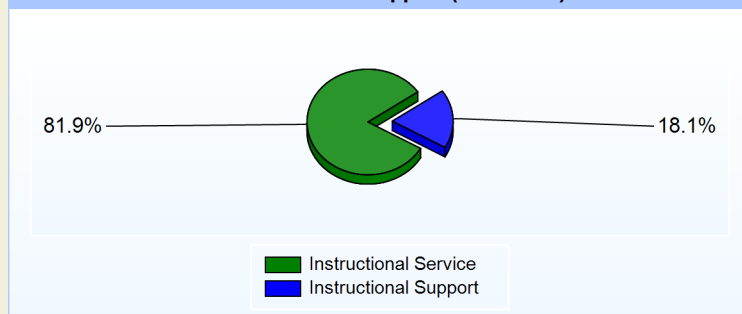 81.9%
18.1%
Instructional Service
Instructional Support